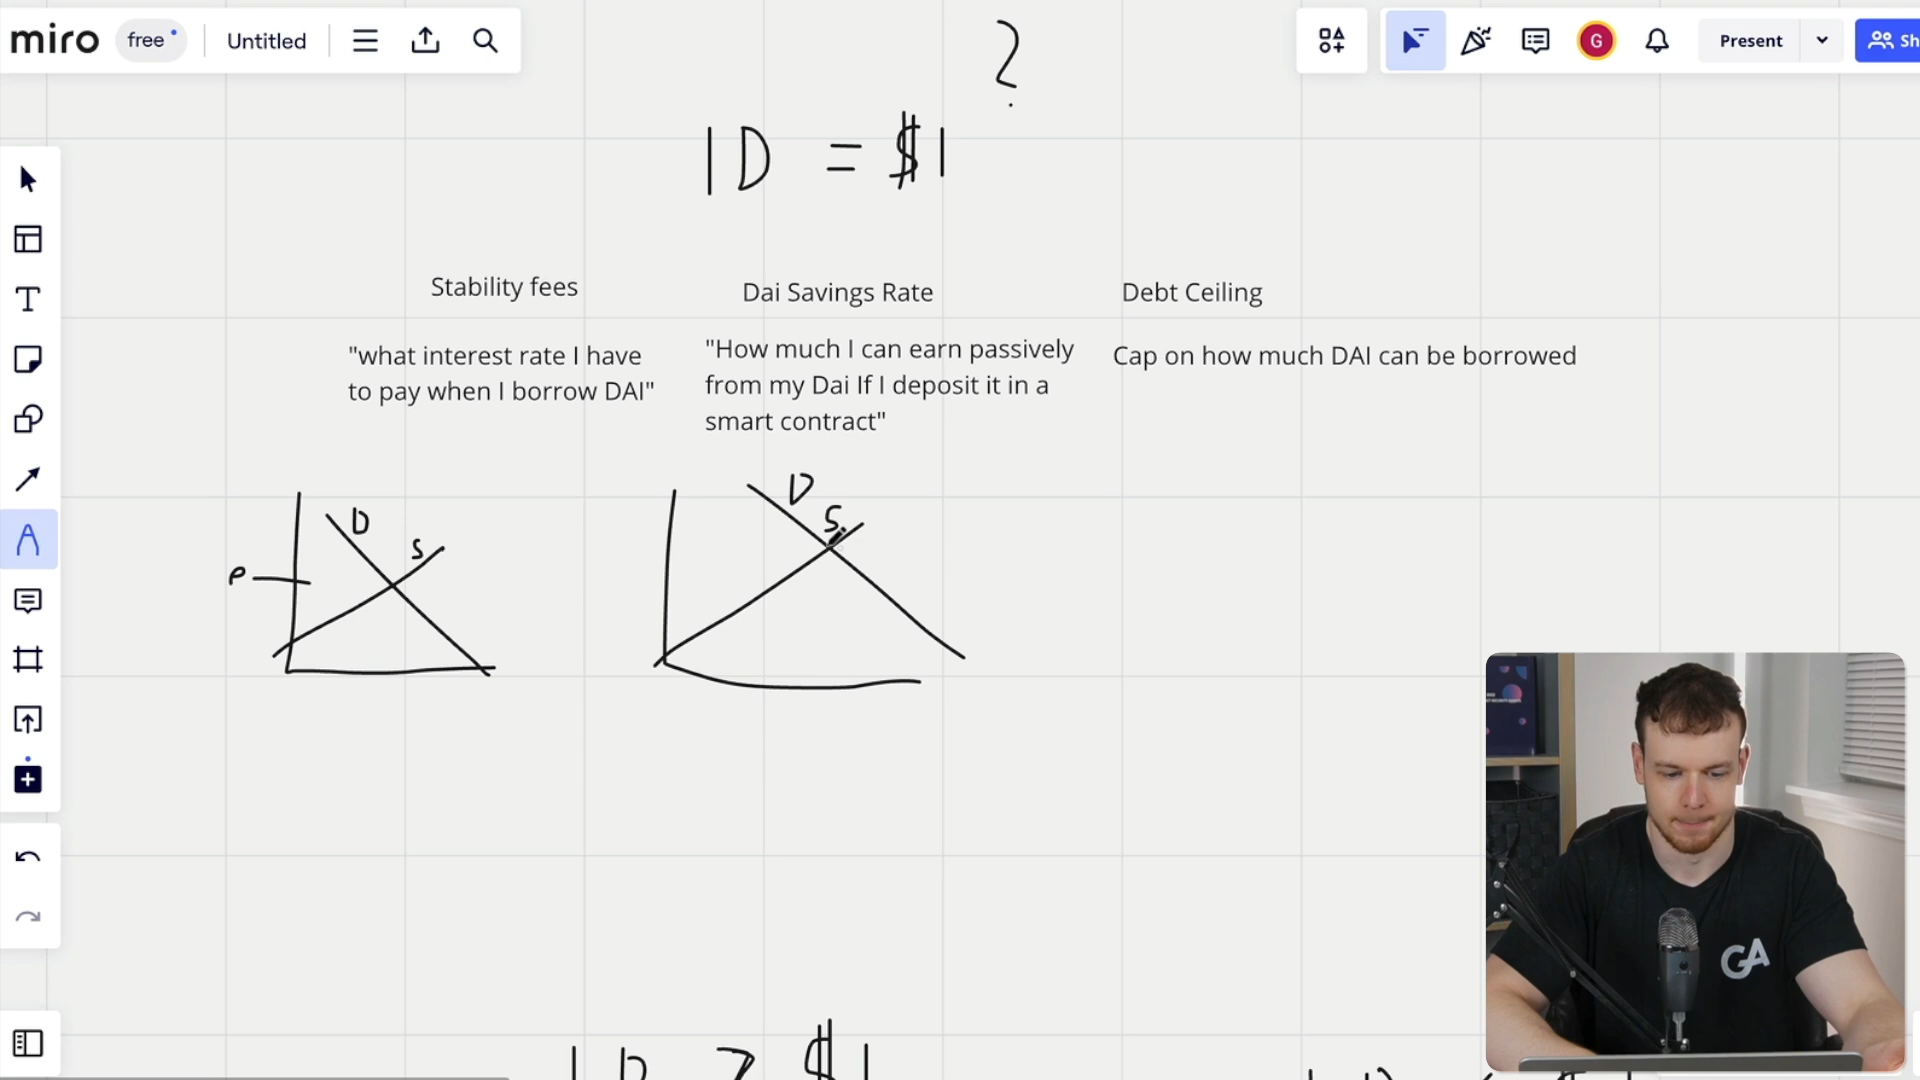 miro
free
Untitled
Present
Sh
G
?
1D = $1
Stability fees
Dai Savings Rate
Debt Ceiling
"what interest rate I have
to pay when I borrow DAI"
"How much I can earn passively
from my Dai If I deposit it in a
smart contract"
Cap on how much DAI can be borrowed
D
S
P
D
S
GA